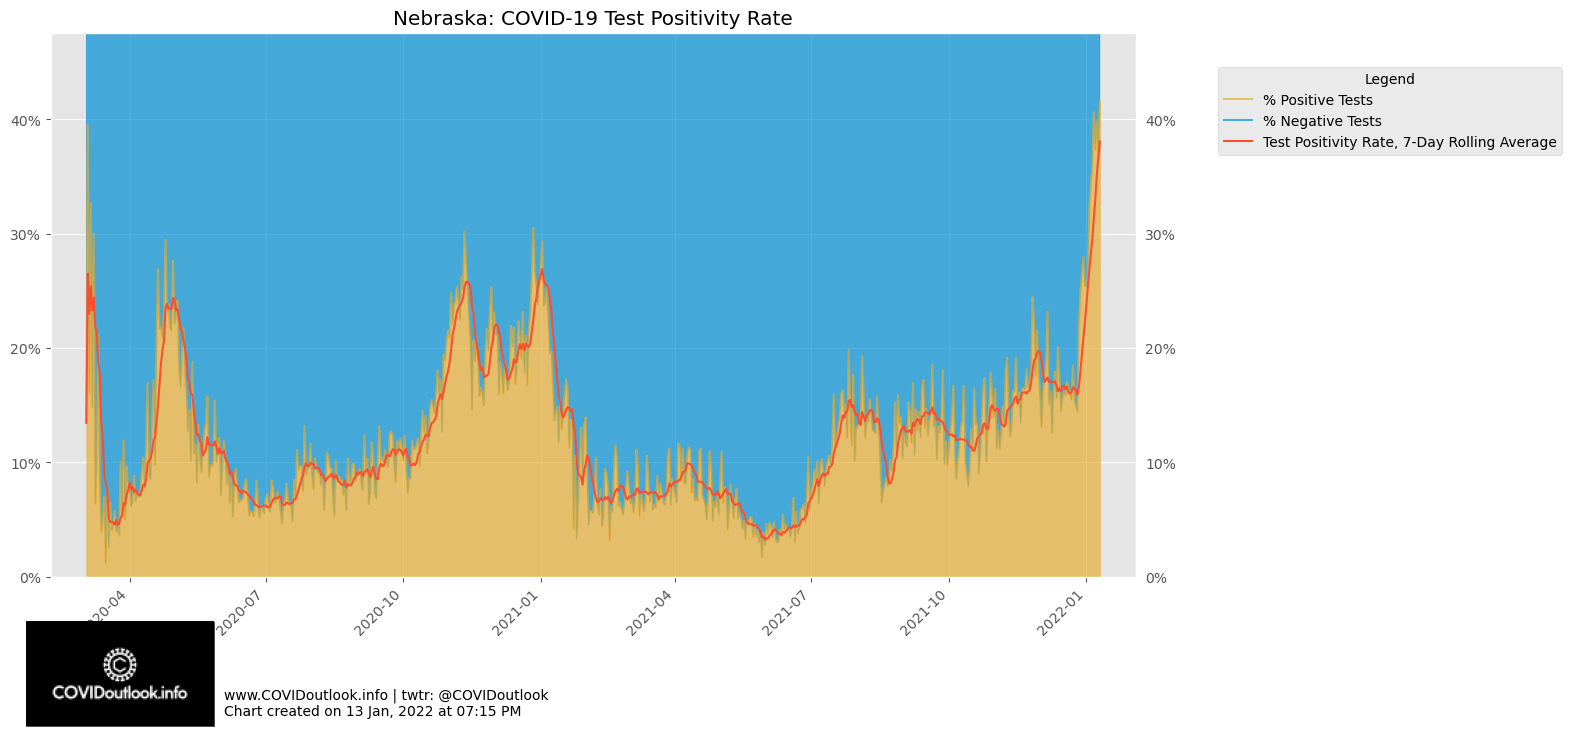 Nebraska: COVID-19 Test Positivity Rate
Legend
% Positive Tests
% Negative Tests
Test Positivity Rate, 7-Day Rolling Average
40%
40%
30%
30%
20%
20%
10%
10%
0%
0%
20-04
2020-07
2020-10
2021-01
2021-04
2021-07
2021-10
2022-01
COVIDoutlook.info
www.COVIDoutlook.info | twtr: @COVIDoutlook
Chart created on 13 Jan, 2022 at 07:15 PM